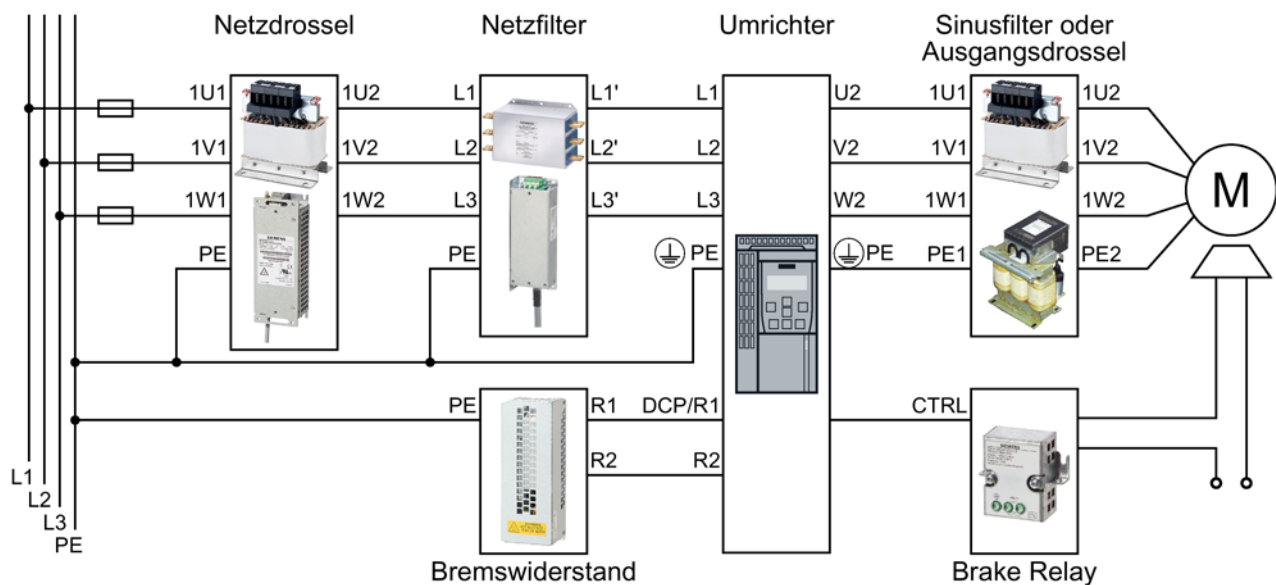 Netzdrossel Netzfilter Umrichter Sinusfilter oder
Ausgangsdrossel
1U1 1U2 L1 L1' L1 U2 1U1 1U2
1V1 1V2 L2 L2' L2 V2 1V1 1V2
1W1 1W2 L3 L3' L3 W2 1W1 1W2
M
PE PE PE PE PE1 PE2
PE R1 DCP/R1 CTRL
R2 R2
L1
L2
L3
PE
Bremswiderstand Brake Relay